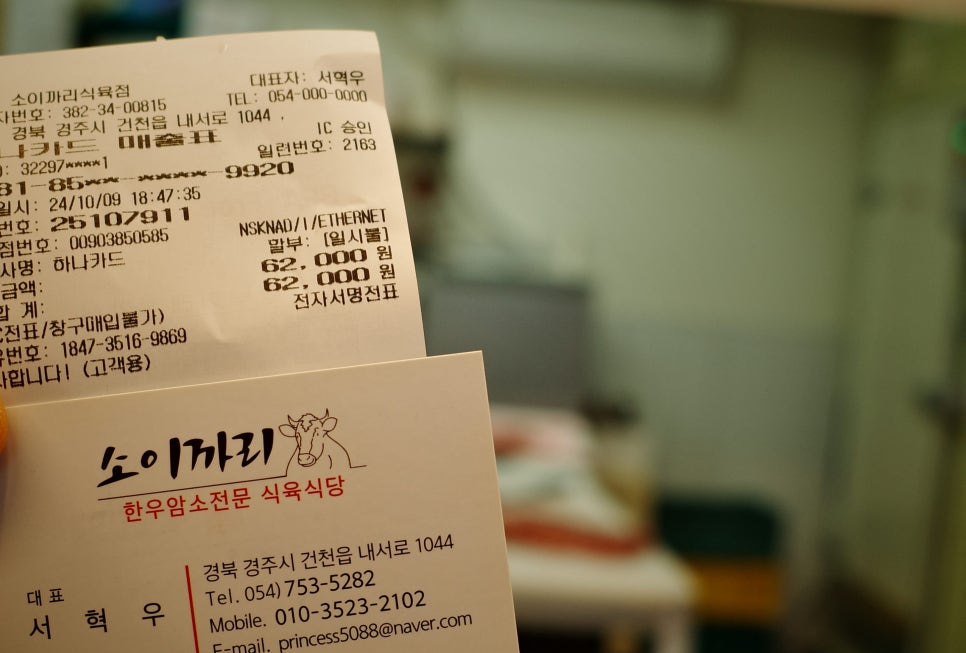 소이까리식육점 대표자: 서혁우
자번호: 382-34-00815 TEL: 054-000-0000
경북 경주시 건천읍 내서로 1044 ,
나카드 매출표 IC 승인
: 32297****1 일련번호: 2163
81-85**-****-9920
일시: 24/10/09 18:47:35
번호: 25107911 NSKNAD/I/ETHERNET
점번호: 00903850585 할부: [일시불]
사명: 하나카드 62,000 원
금액: 62,000 원
합 계: 전자서명전표
전표/창구매입불가)
번호: 1847-3516-9869
사합니다! (고객용)
소이까리
한우암소전문 식육식당
경북 경주시 건천읍 내서로 1044
대표 Tel. 054) 753-5282
서 혁 우 Mobile. 010-3523-2102
E-mail. princess5088@naver.com